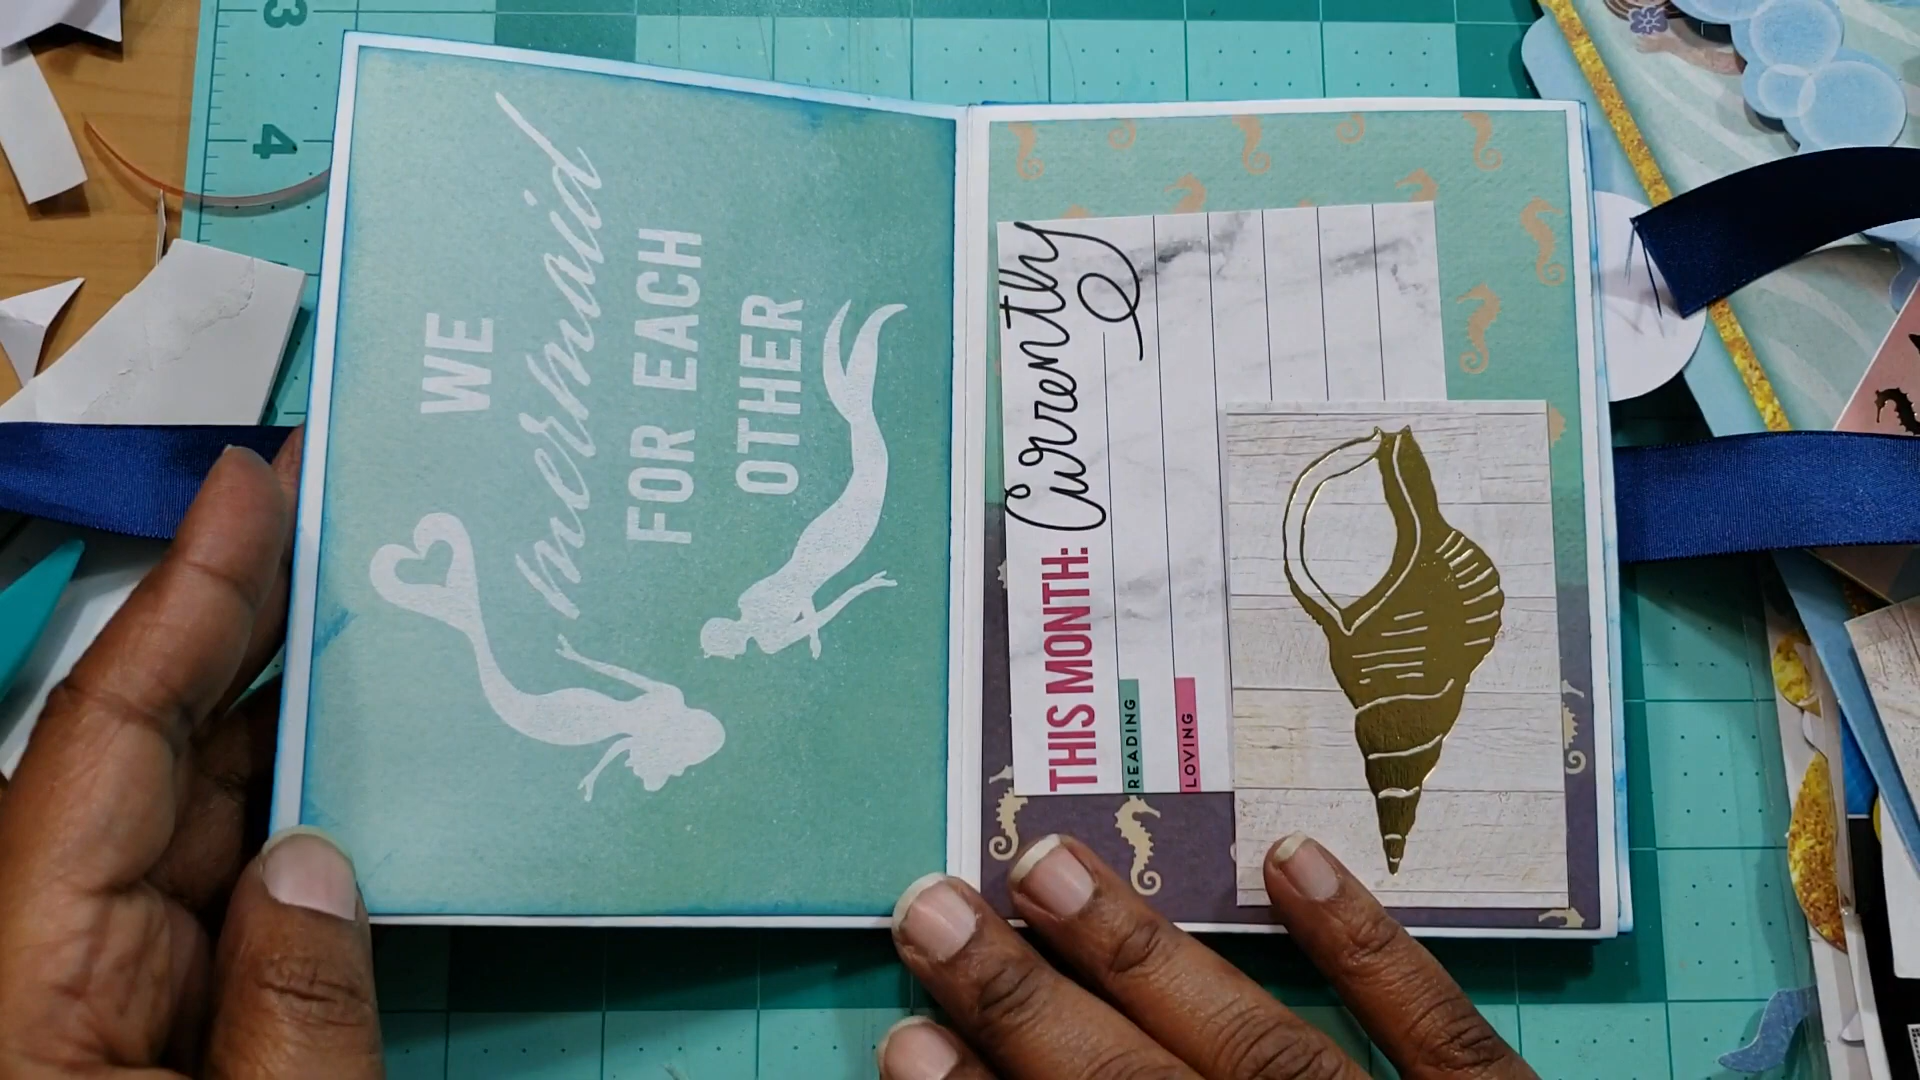 WE
mermaid
FOR EACH
OTHER
THIS MONTH: Currently
READING
LOVING
3
4